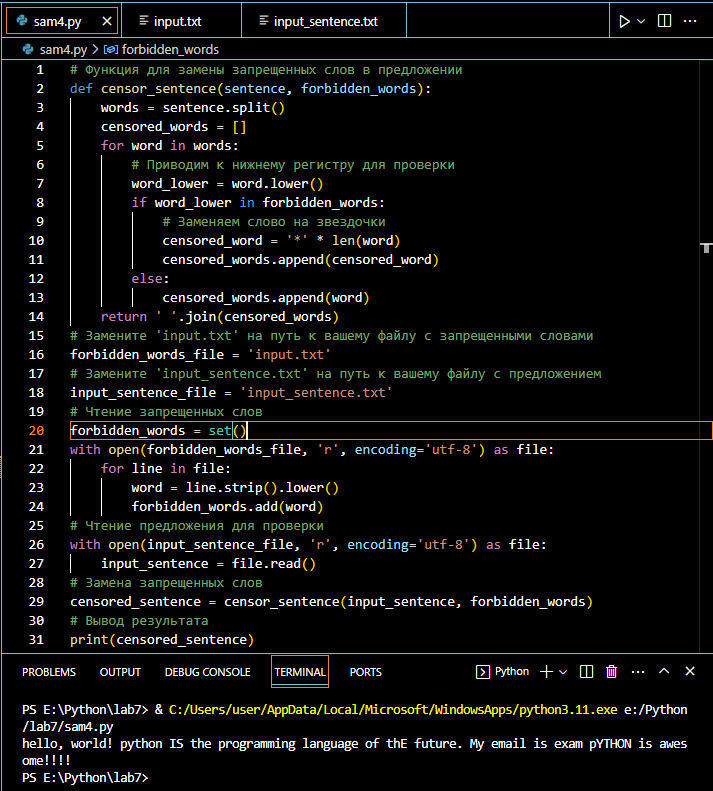 sam4.py
input.txt
input_sentence.txt
sam4.py > forbidden_words
1 # Функция для замены запрещенных слов в предложении
2 def censor_sentence(sentence, forbidden_words):
3 words = sentence.split()
4 censored_words = []
5 for word in words:
6 # Приводим к нижнему регистру для проверки
7 word_lower = word.lower()
8 if word_lower in forbidden_words:
9 # Заменяем слово на звездочки
10 censored_word = '*' * len(word)
11 censored_words.append(censored_word)
12 else:
13 censored_words.append(word)
14 return ' '.join(censored_words)
15 # Замените 'input.txt' на путь к вашему файлу с запрещенными словами
16 forbidden_words_file = 'input.txt'
17 # Замените 'input_sentence.txt' на путь к вашему файлу с предложением
18 input_sentence_file = 'input_sentence.txt'
19 # Чтение запрещенных слов
20 forbidden_words = set()
21 with open(forbidden_words_file, 'r', encoding='utf-8') as file:
22 for line in file:
23 word = line.strip().lower()
24 forbidden_words.add(word)
25 # Чтение предложения для проверки
26 with open(input_sentence_file, 'r', encoding='utf-8') as file:
27 input_sentence = file.read()
28 # Замена запрещенных слов
29 censored_sentence = censor_sentence(input_sentence, forbidden_words)
30 # Вывод результата
31 print(censored_sentence)
PROBLEMS OUTPUT DEBUG CONSOLE TERMINAL PORTS Python
PS E:\Python\lab7> & C:/Users/user/AppData/Local/Microsoft/WindowsApps/python3.11.exe e:/Python
/lab7/sam4.py
hello, world! python IS the programming language of thE future. My email is exam pYTHON is awes
ome!!!!
PS E:\Python\lab7>